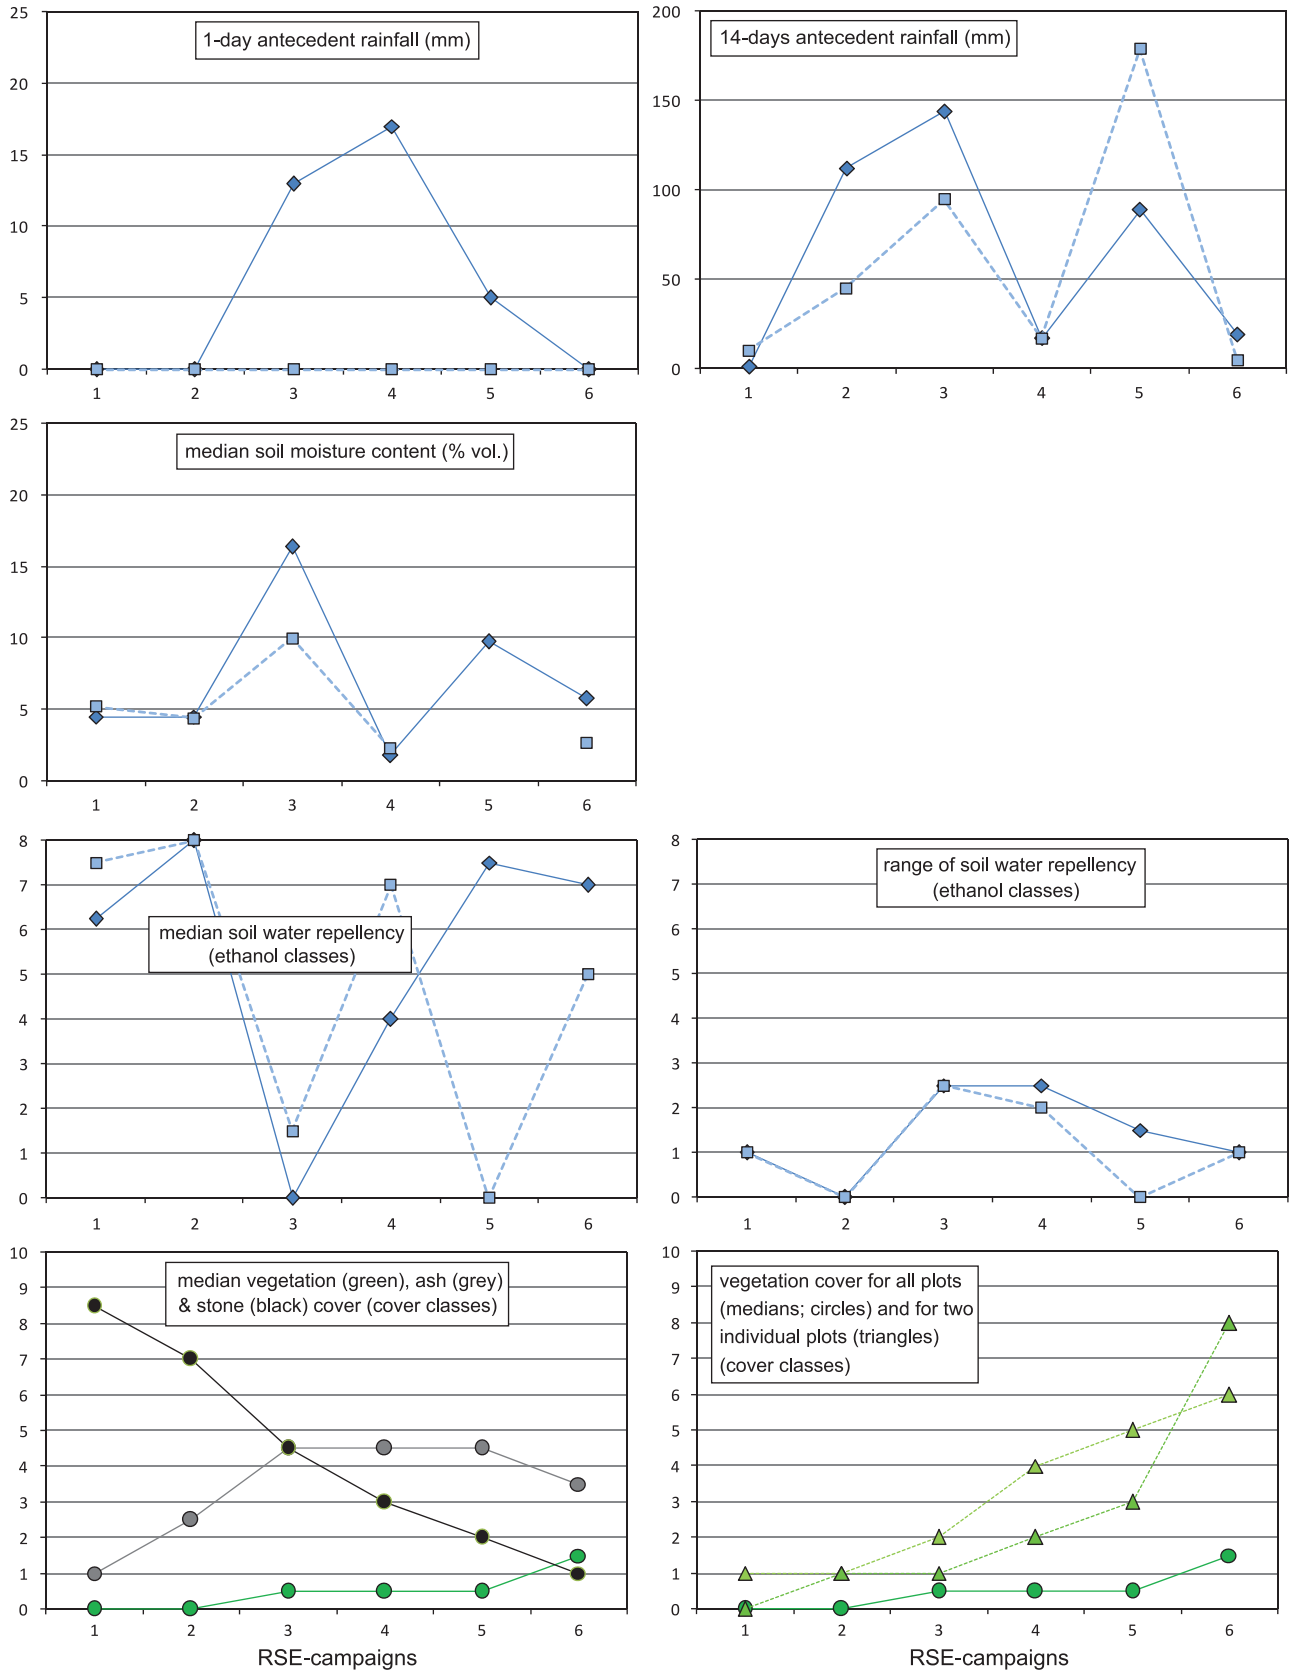 1-day antecedent rainfall (mm)
25
20
15
10
5
0
1 2 3 4 5 6
14-days antecedent rainfall (mm)
200
150
100
50
0
1 2 3 4 5 6
median soil moisture content (% vol.)
25
20
15
10
5
0
1 2 3 4 5 6
median soil water repellency
(ethanol classes)
8
7
6
5
4
3
2
1
0
1 2 3 4 5 6
range of soil water repellency
(ethanol classes)
8
7
6
5
4
3
2
1
0
1 2 3 4 5 6
median vegetation (green), ash (grey)
& stone (black) cover (cover classes)
10
9
8
7
6
5
4
3
2
1
0
1 2 3 4 5 6
RSE-campaigns
vegetation cover for all plots
(medians; circles) and for two
individual plots (triangles)
(cover classes)
10
9
8
7
6
5
4
3
2
1
0
1 2 3 4 5 6
RSE-campaigns